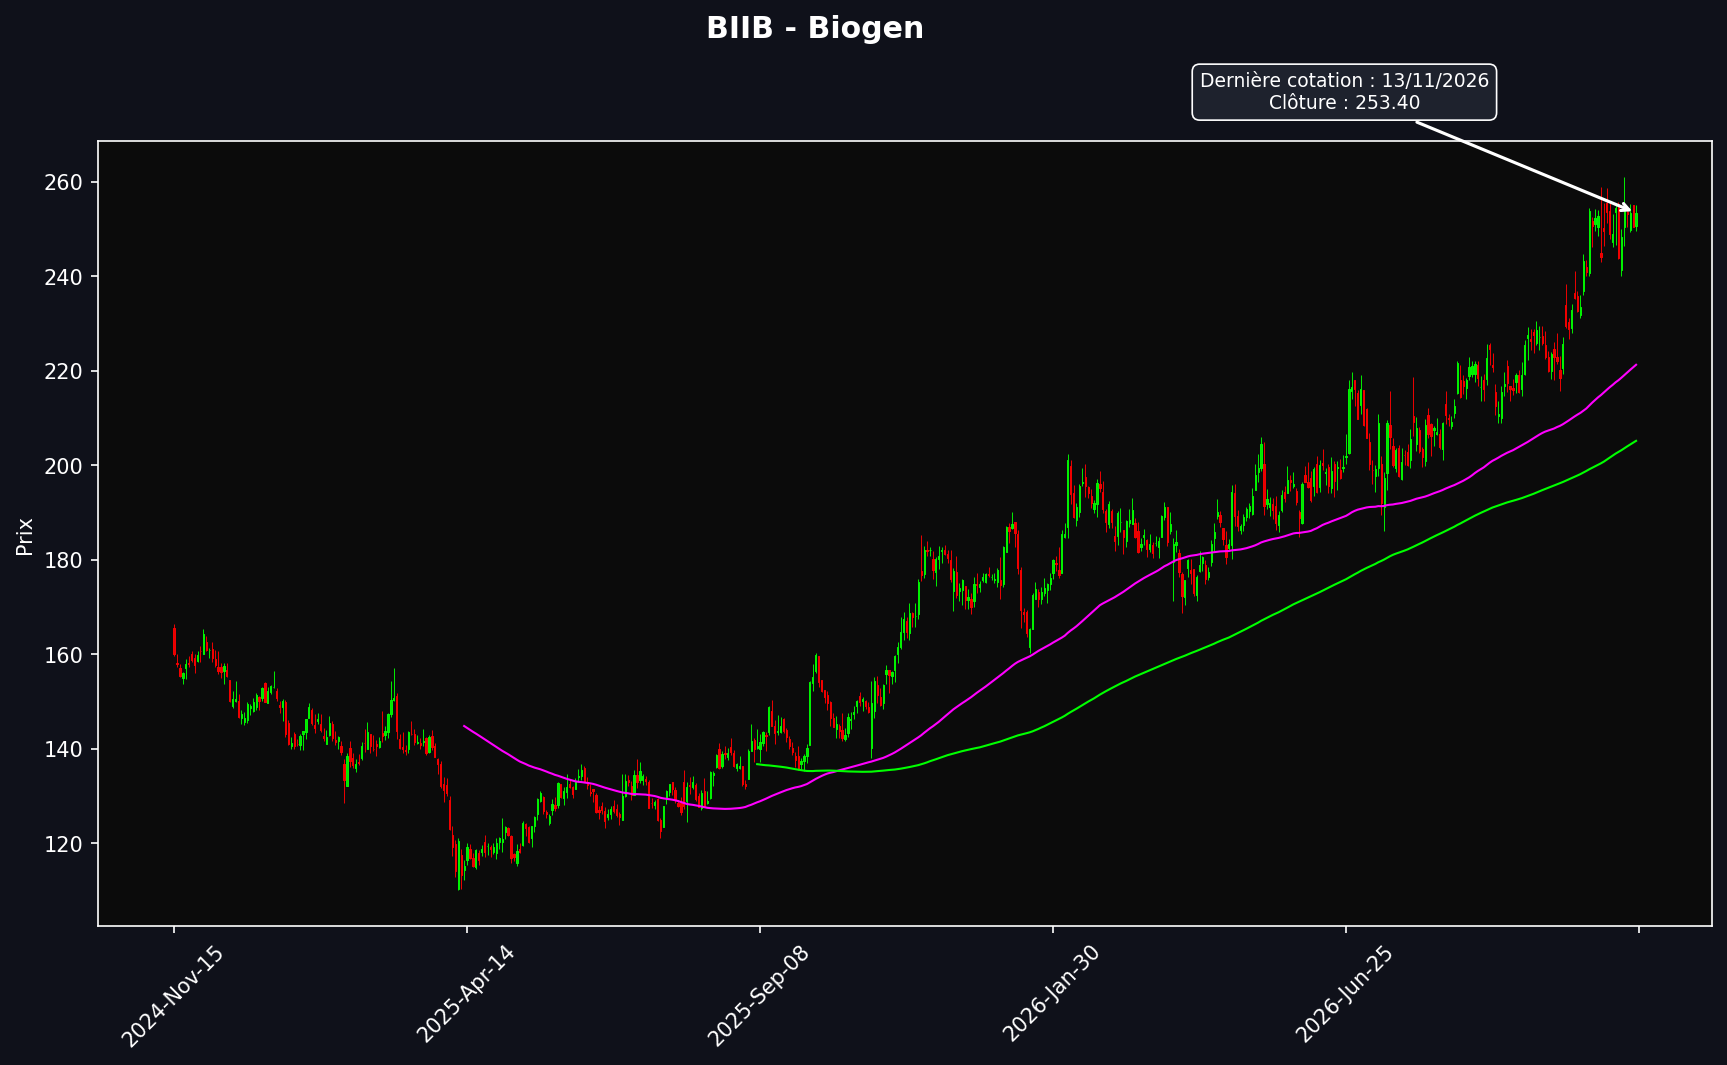 BIIB - Biogen
Dernière cotation : 13/11/2026
Clôture : 253.40
Prix
260
240
220
200
180
160
140
120
2024-Nov-15
2025-Apr-14
2025-Sep-08
2026-Jan-30
2026-Jun-25